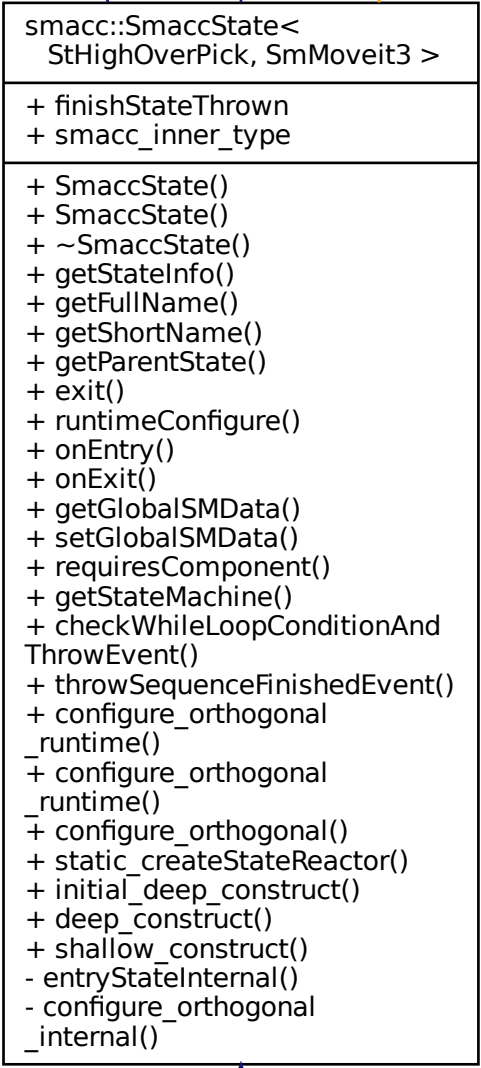 smacc::SmaccState<
StHighOverPick, SmMoveit3 >
+ finishStateThrown
+ smacc_inner_type
+ SmaccState()
+ SmaccState()
+ ~SmaccState()
+ getStateInfo()
+ getFullName()
+ getShortName()
+ getParentState()
+ exit()
+ runtimeConfigure()
+ onEntry()
+ onExit()
+ getGlobalSMData()
+ setGlobalSMData()
+ requiresComponent()
+ getStateMachine()
+ checkWhileLoopConditionAnd
ThrowEvent()
+ throwSequenceFinishedEvent()
+ configure_orthogonal
_runtime()
+ configure_orthogonal
_runtime()
+ configure_orthogonal()
+ static_createStateReactor()
+ initial_deep_construct()
+ deep_construct()
+ shallow_construct()
- entryStateInternal()
- configure_orthogonal
_internal()